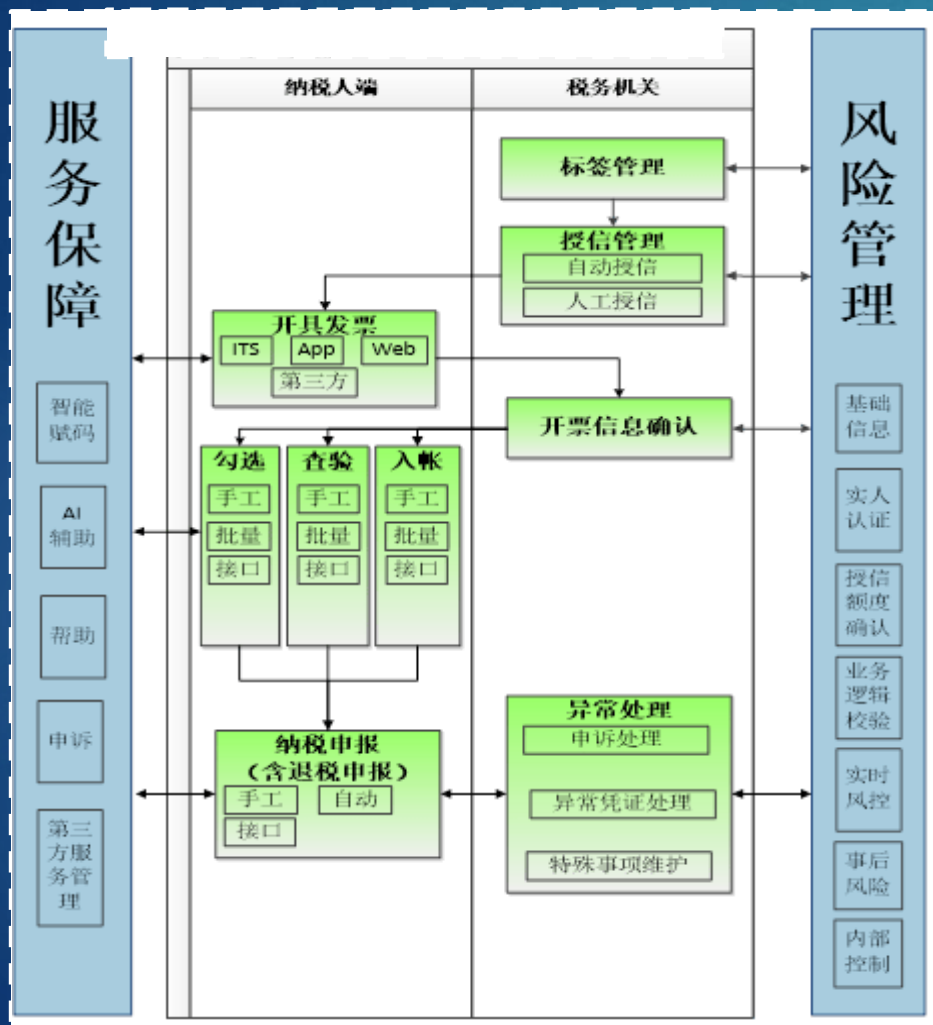 服
务
保
障
智能
赋码
AI
辅助
帮助
申诉
第三
方服
务管
理
纳税人端
税务机关
标签管理
授信管理
自动授信
人工授信
开具发票
ITS App Web
第三方
开票信息确认
勾选 查验 入帐
手工 手工 手工
批量 批量 批量
接口 接口 接口
纳税申报
（含退税申报）
手工 自动
接口
异常处理
申诉处理
异常凭证处理
特殊事项维护
风
险
管
理
基础
信息
实人
认证
授信
额度
确认
业务
逻辑
校验
实时
风控
事后
风险
内部
控制